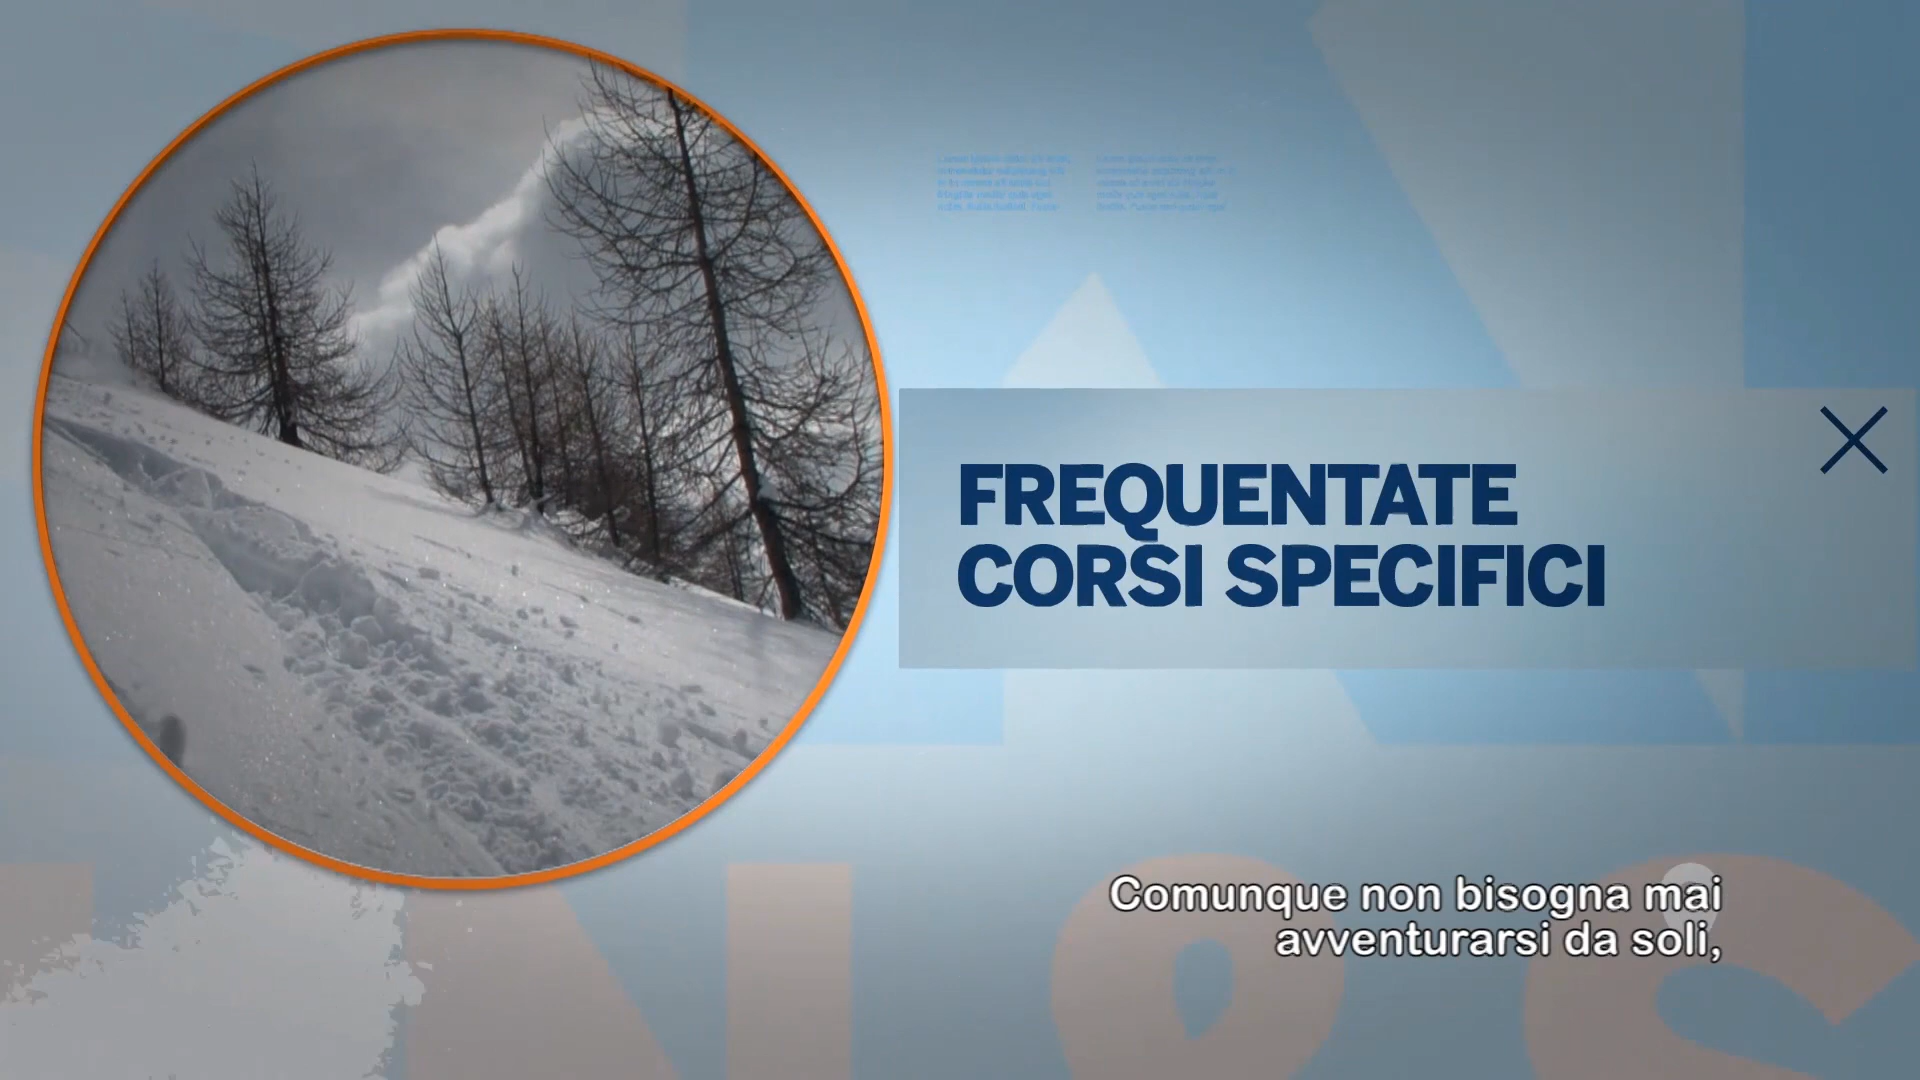 FREQUENTATE
CORSI SPECIFICI
Comunque non bisogna mai
avventurarsi da soli,